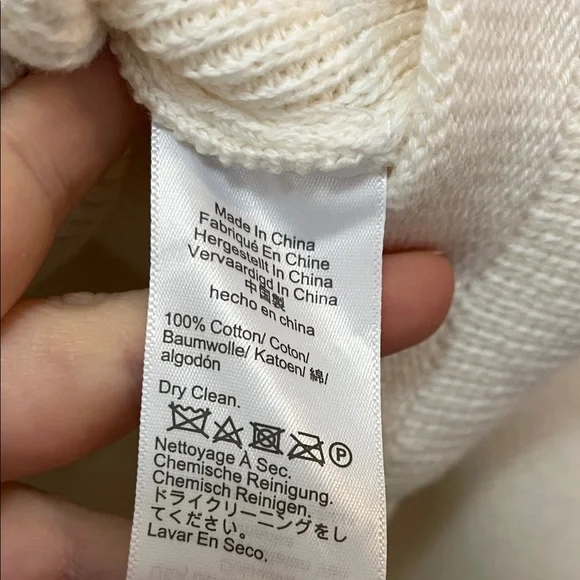 Made In China
Fabriqué En Chine
Hergestellt In China
Vervaardigd In China
中国製
hecho en china
100% Cotton/ Coton/
Baumwolle/ Katoen/ 綿/
algodón
Dry Clean.
P
Nettoyage À Sec.
Chemische Reinigung.
Chemisch Reinigen.
ドライクリーニングをし
てください。
Lavar En Seco.